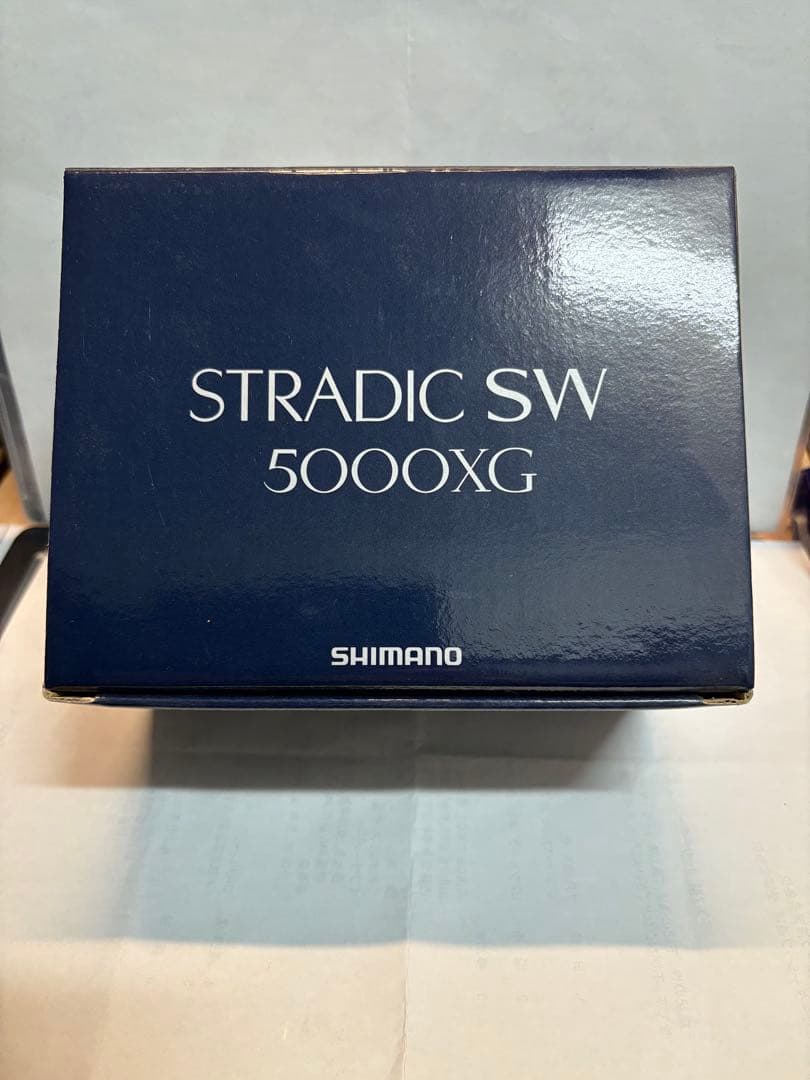 STRADIC SW
5000XG
SHIMANO